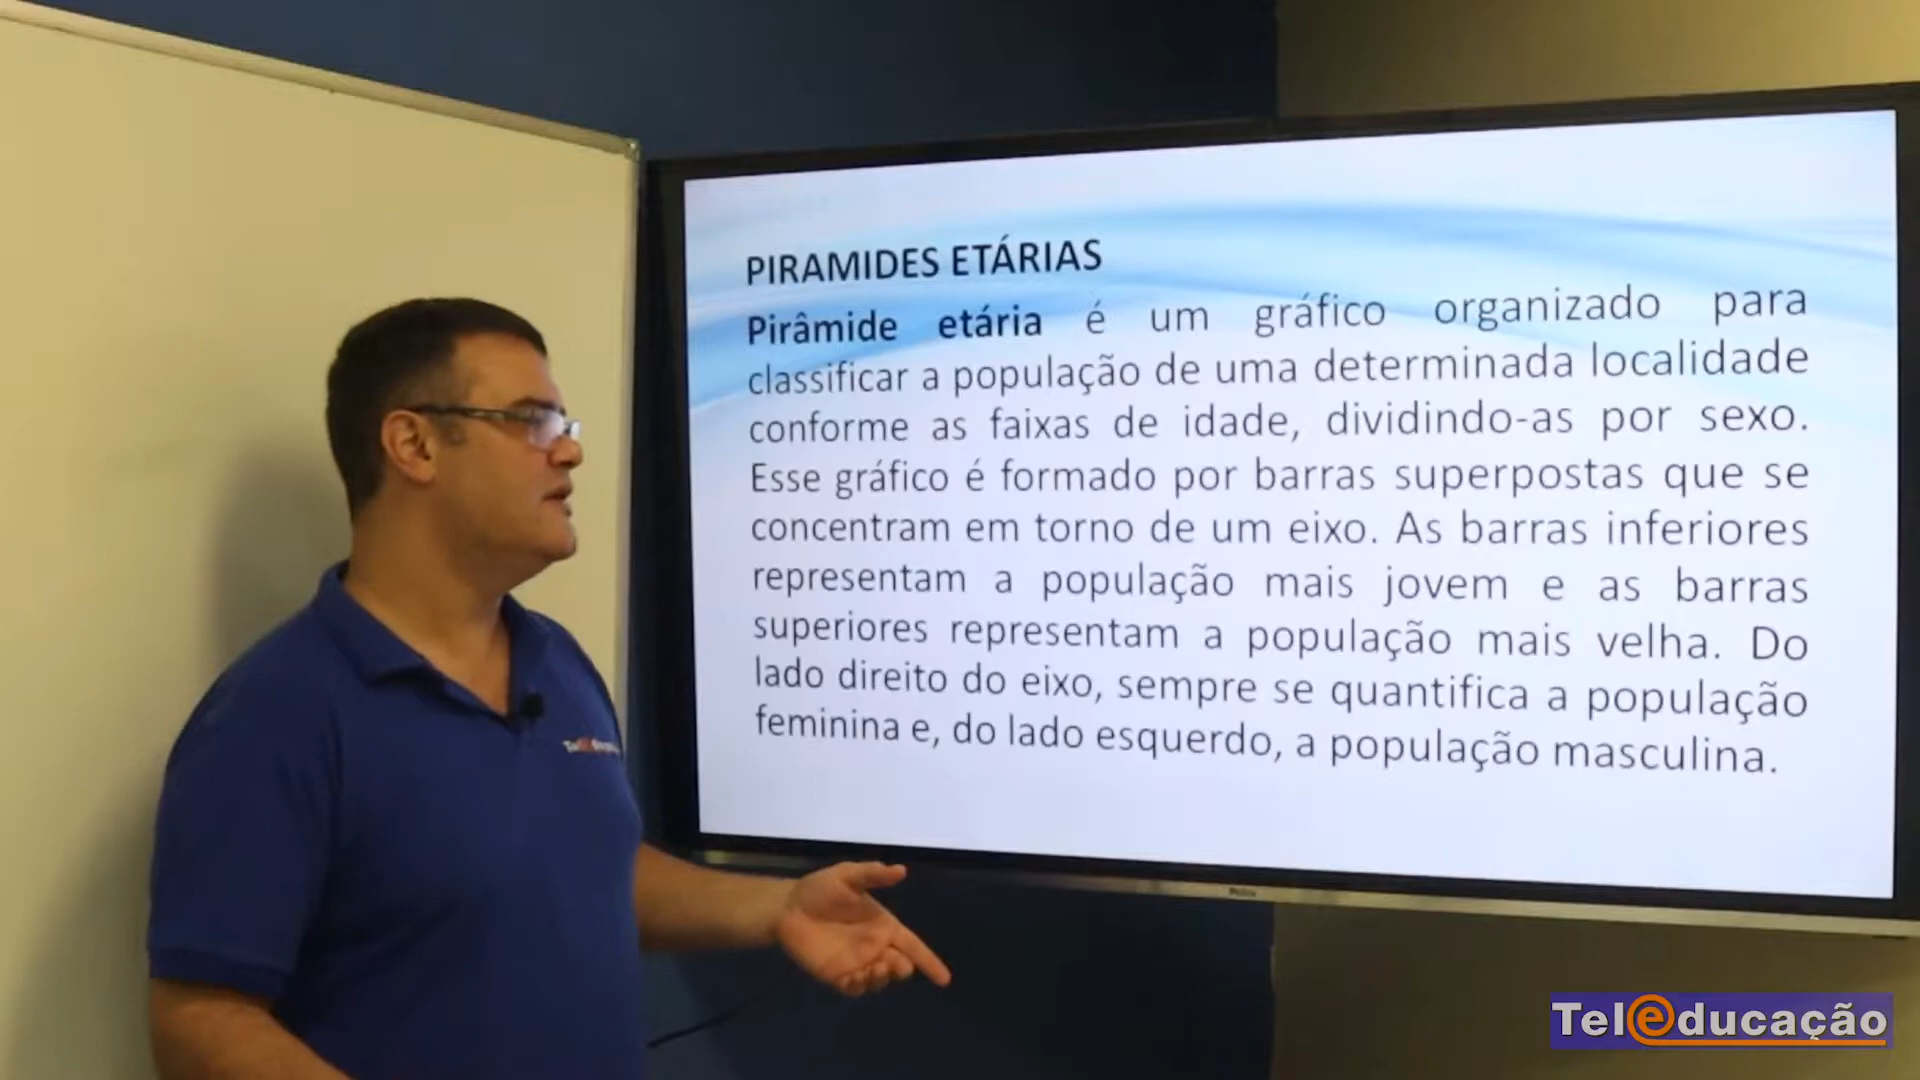 PIRAMIDES ETÁRIAS
Pirâmide etária é um gráfico organizado para
classificar a população de uma determinada localidade
conforme as faixas de idade, dividindo-as por sexo.
Esse gráfico é formado por barras superpostas que se
concentram em torno de um eixo. As barras inferiores
representam a população mais jovem e as barras
superiores representam a população mais velha. Do
lado direito do eixo, sempre se quantifica a população
feminina e, do lado esquerdo, a população masculina.
Teleducação